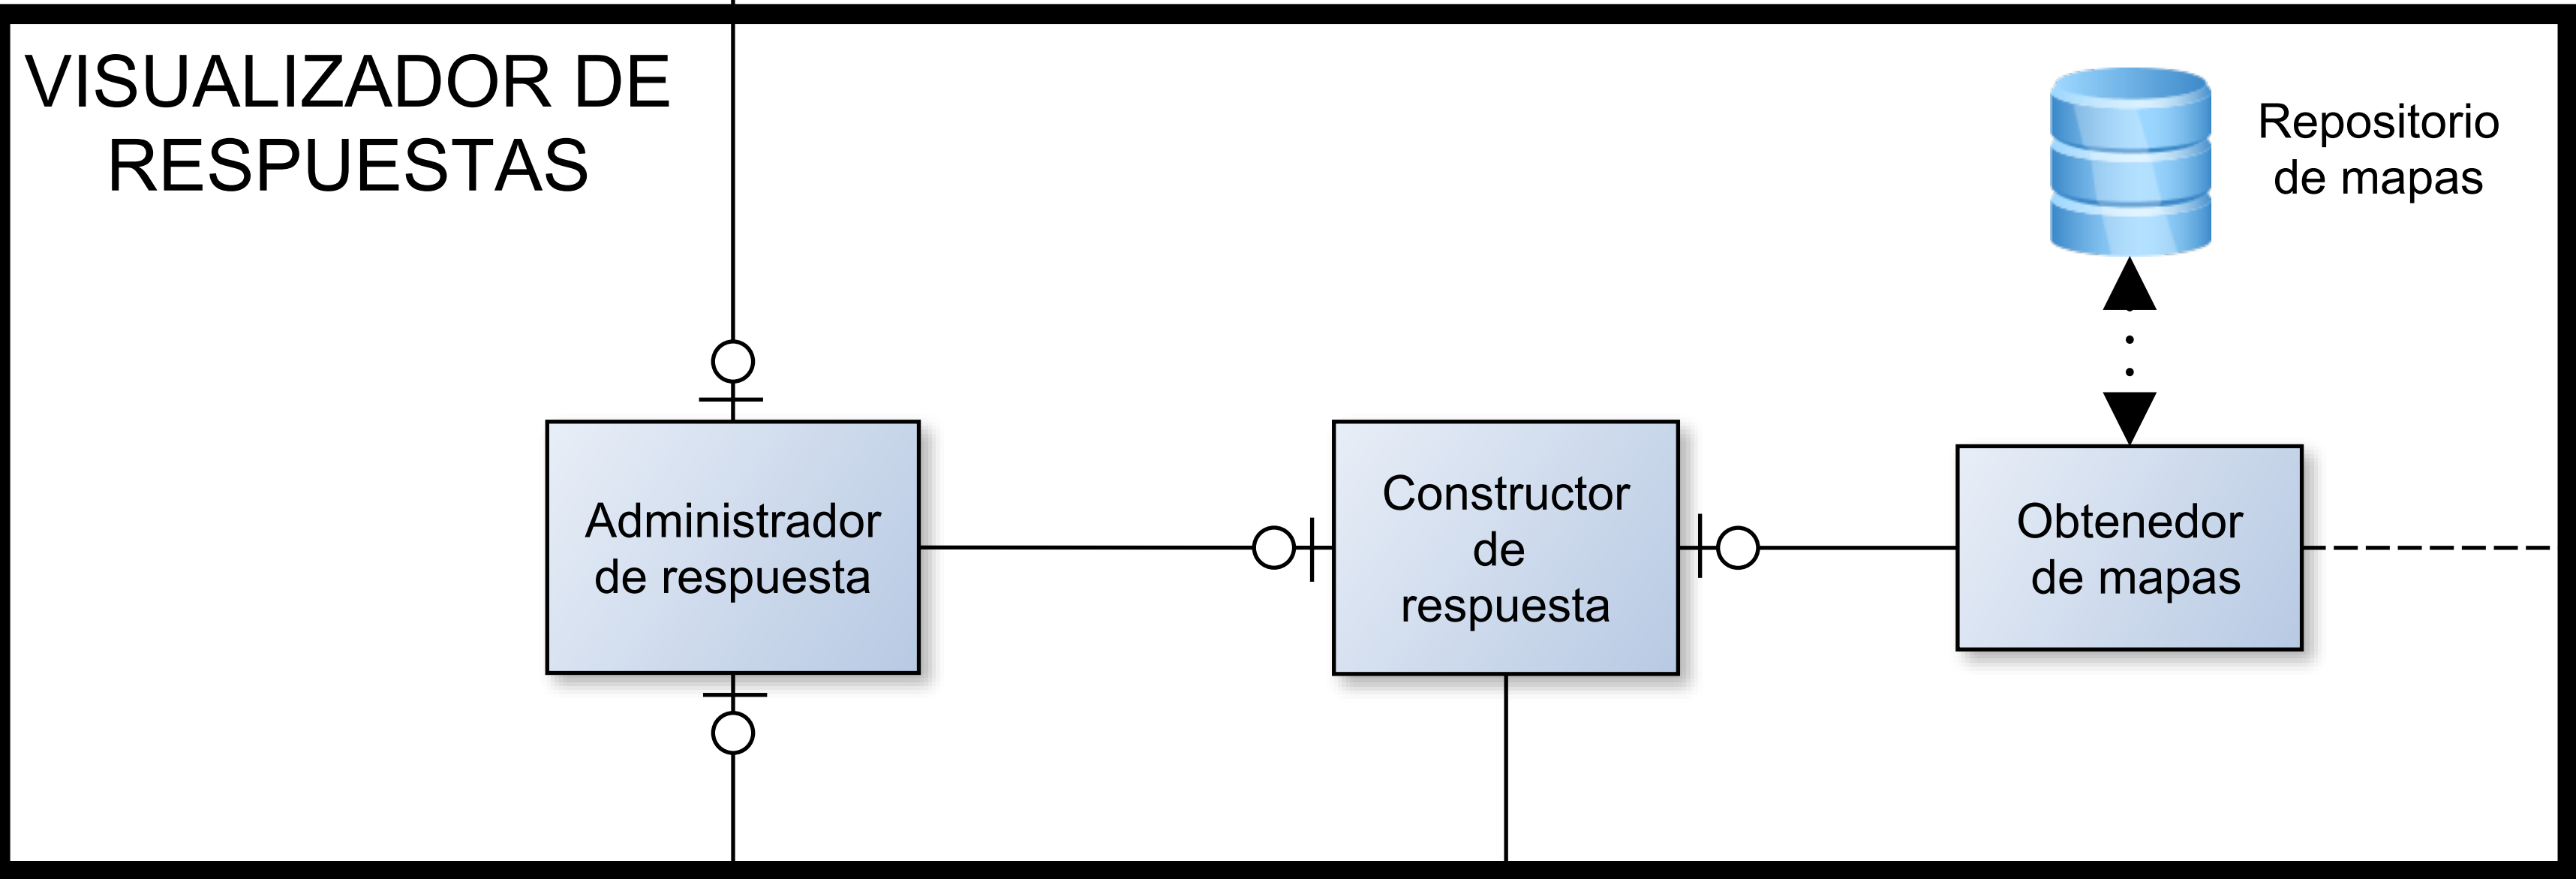 VISUALIZADOR DE
RESPUESTAS
Repositorio
de mapas
Administrador
de respuesta
Constructor
de
respuesta
Obtenedor
de mapas